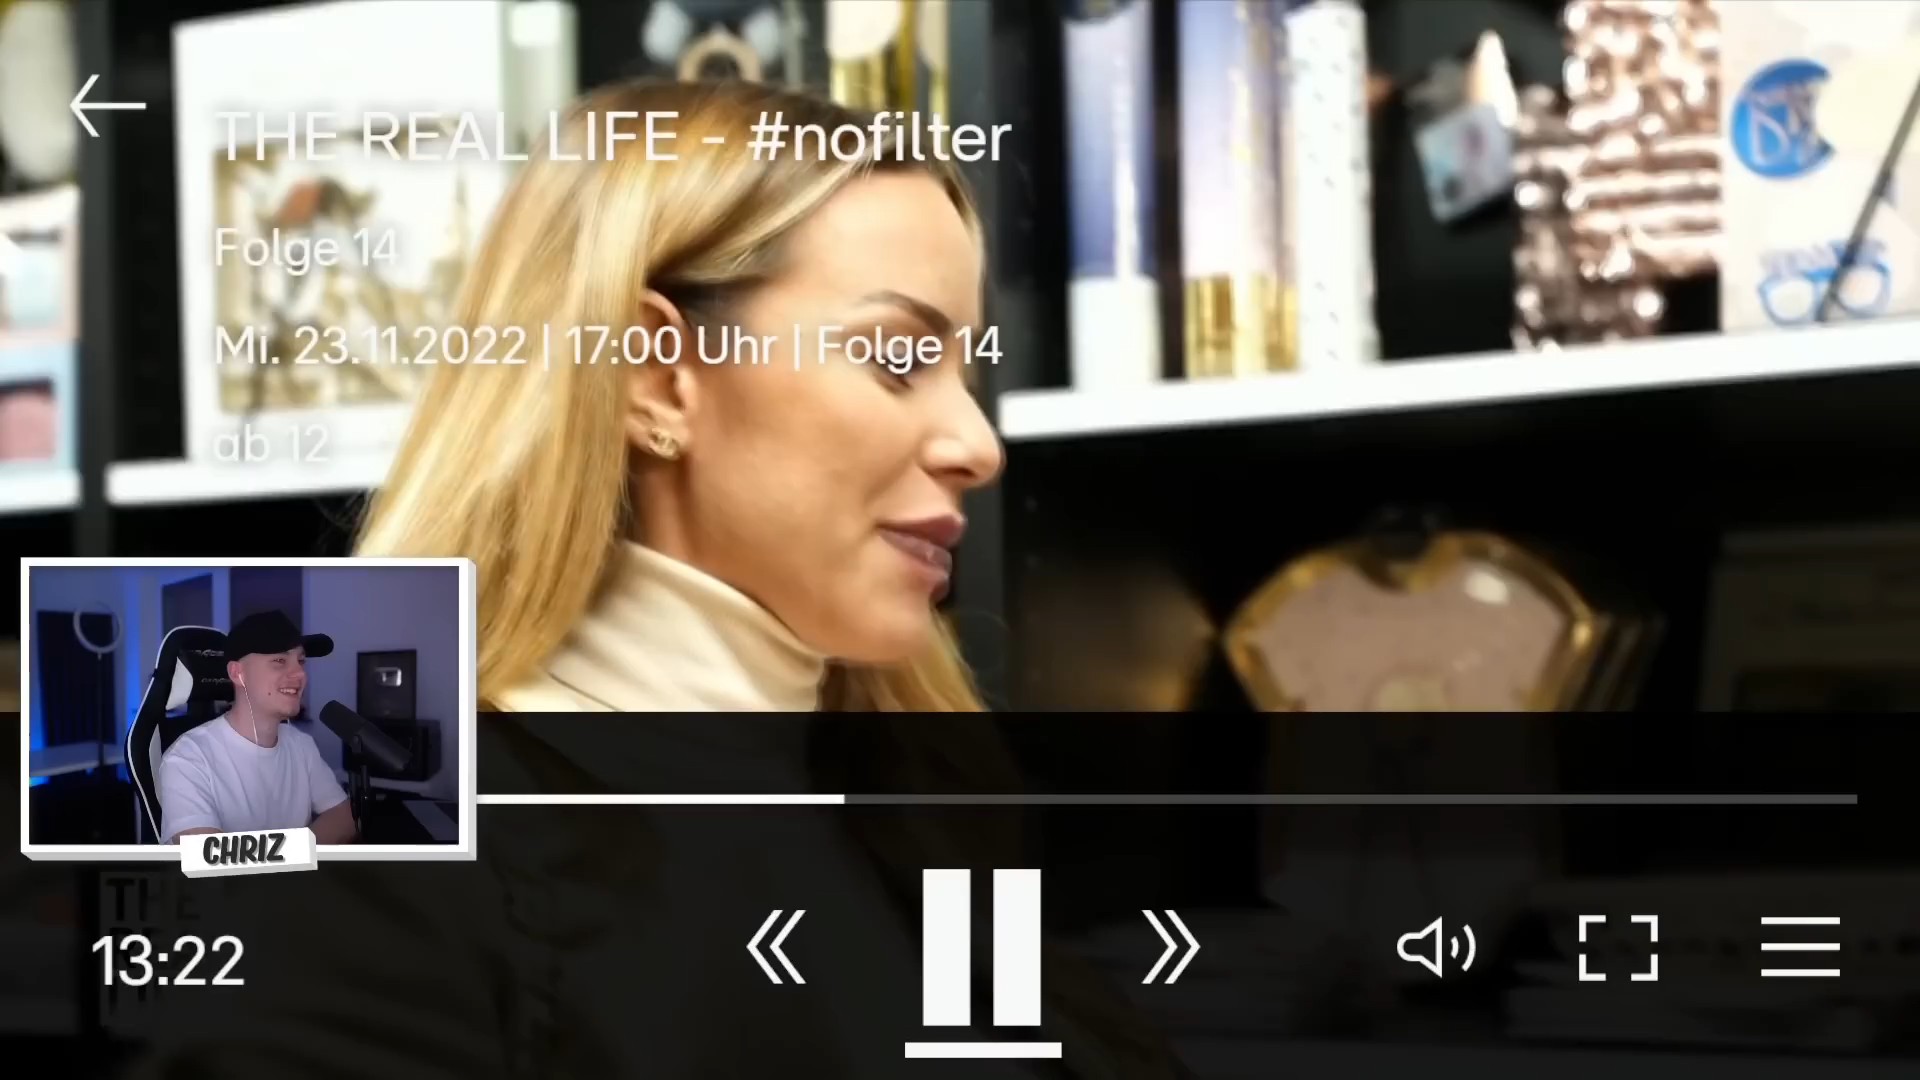 THE REAL LIFE - #nofilter
Folge 14
Mi. 23.11.2022 | 17:00 Uhr | Folge 14
ab 12
CHRIZ
THE
13:22